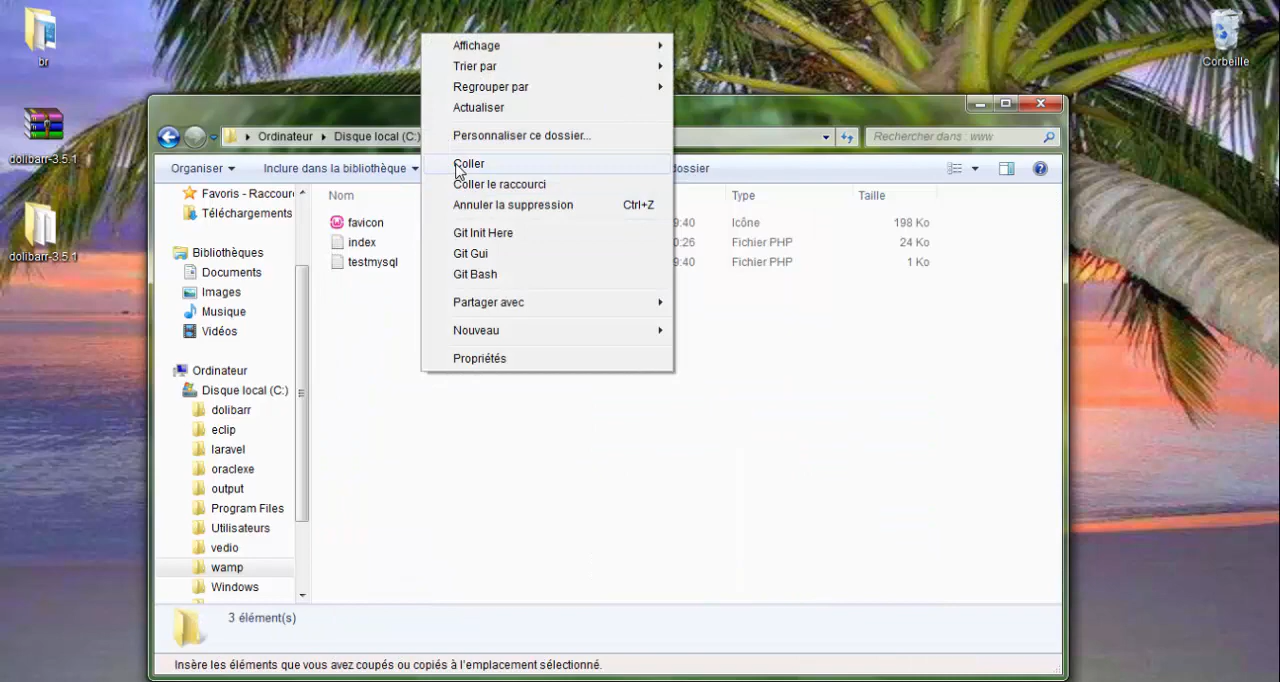 br
dolibarr-3.5.1
dolibarr-3.5.1
Corbeille
Ordinateur
Disque local (C:)
Rechercher dans : www
Organiser
Inclure dans la bibliothèque
dossier
Favoris - Raccour
Téléchargements
Bibliothèques
Documents
Images
Musique
Vidéos
Ordinateur
Disque local (C:)
dolibarr
eclip
laravel
oraclexe
output
Program Files
Utilisateurs
vedio
wamp
Windows
Nom
Type
Taille
favicon
9:40
Icône
198 Ko
index
0:26
Fichier PHP
24 Ko
testmysql
9:40
Fichier PHP
1 Ko
Affichage
Trier par
Regrouper par
Actualiser
Personnaliser ce dossier...
Coller
Coller le raccourci
Annuler la suppression
Ctrl+Z
Git Init Here
Git Gui
Git Bash
Partager avec
Nouveau
Propriétés
3 élément(s)
Insère les éléments que vous avez coupés ou copiés à l'emplacement sélectionné.